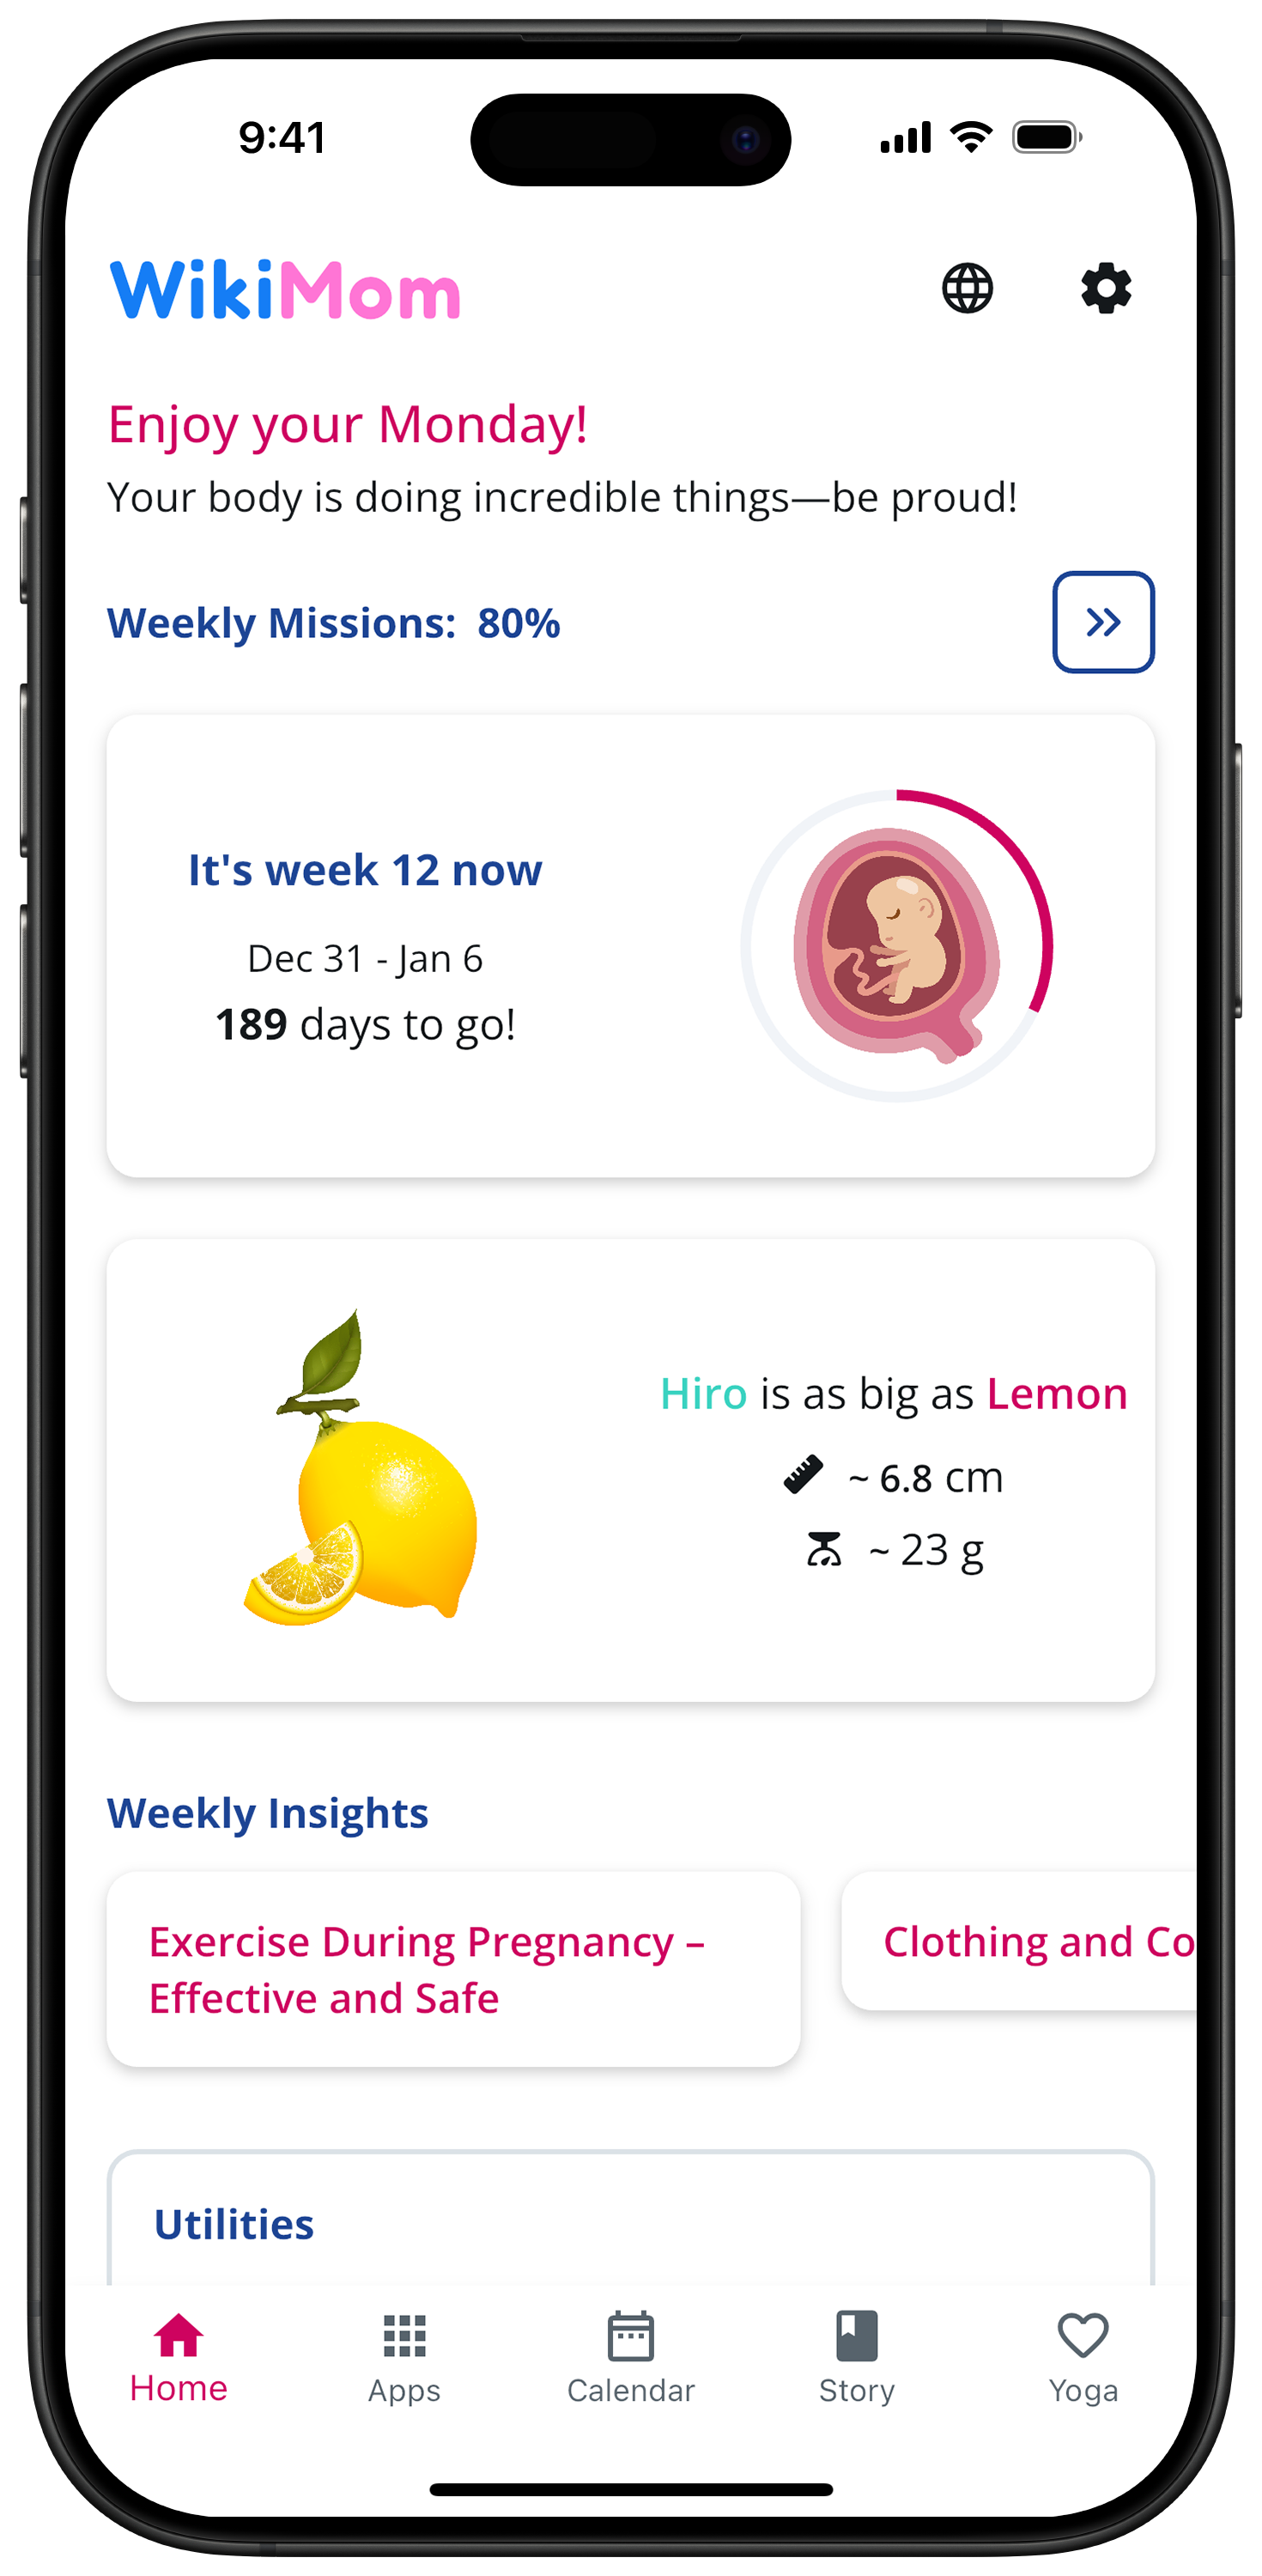 9:41
WikiMom
Enjoy your Monday!
Your body is doing incredible things—be proud!
Weekly Missions: 80%
It's week 12 now
Dec 31 - Jan 6
189 days to go!
Hiro is as big as Lemon
~ 6.8 cm
~ 23 g
Weekly Insights
Exercise During Pregnancy –
Effective and Safe
Clothing and Co
Utilities
Home
Apps
Calendar
Story
Yoga